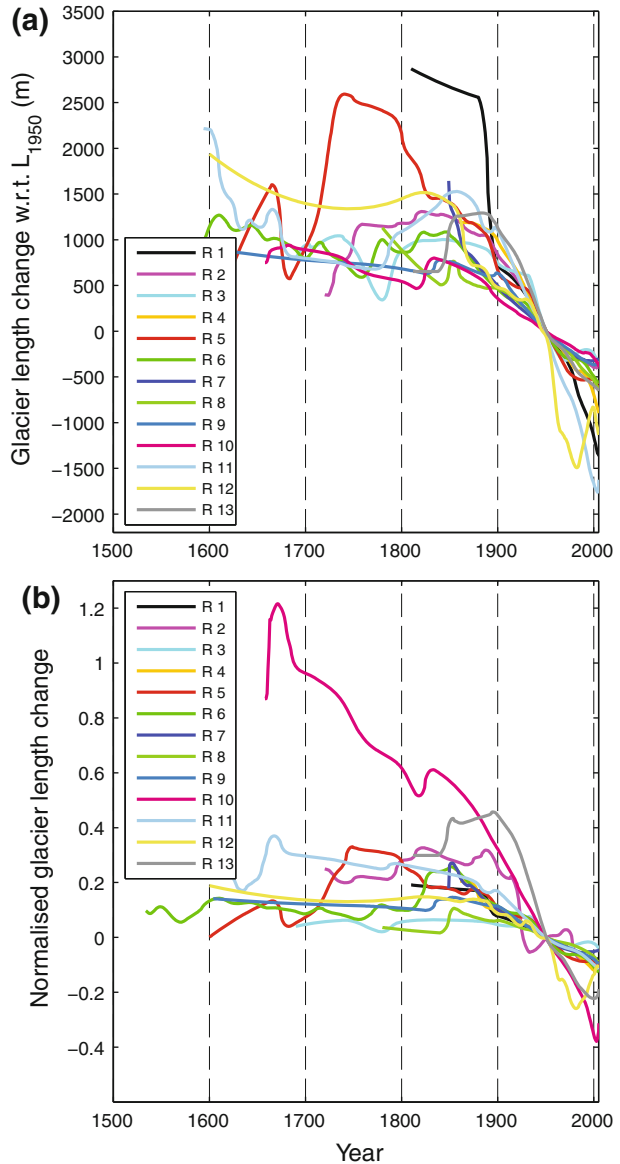 (a)
Glacier length change w.r.t. L1950 (m)
3500
3000
2500
2000
1500
1000
500
0
−500
−1000
−1500
−2000
R 1
R 2
R 3
R 4
R 5
R 6
R 7
R 8
R 9
R 10
R 11
R 12
R 13
1500 1600 1700 1800 1900 2000
(b)
Normalised glacier length change
1.2
1
0.8
0.6
0.4
0.2
0
−0.2
−0.4
R 1
R 2
R 3
R 4
R 5
R 6
R 7
R 8
R 9
R 10
R 11
R 12
R 13
1500 1600 1700 1800 1900 2000
Year